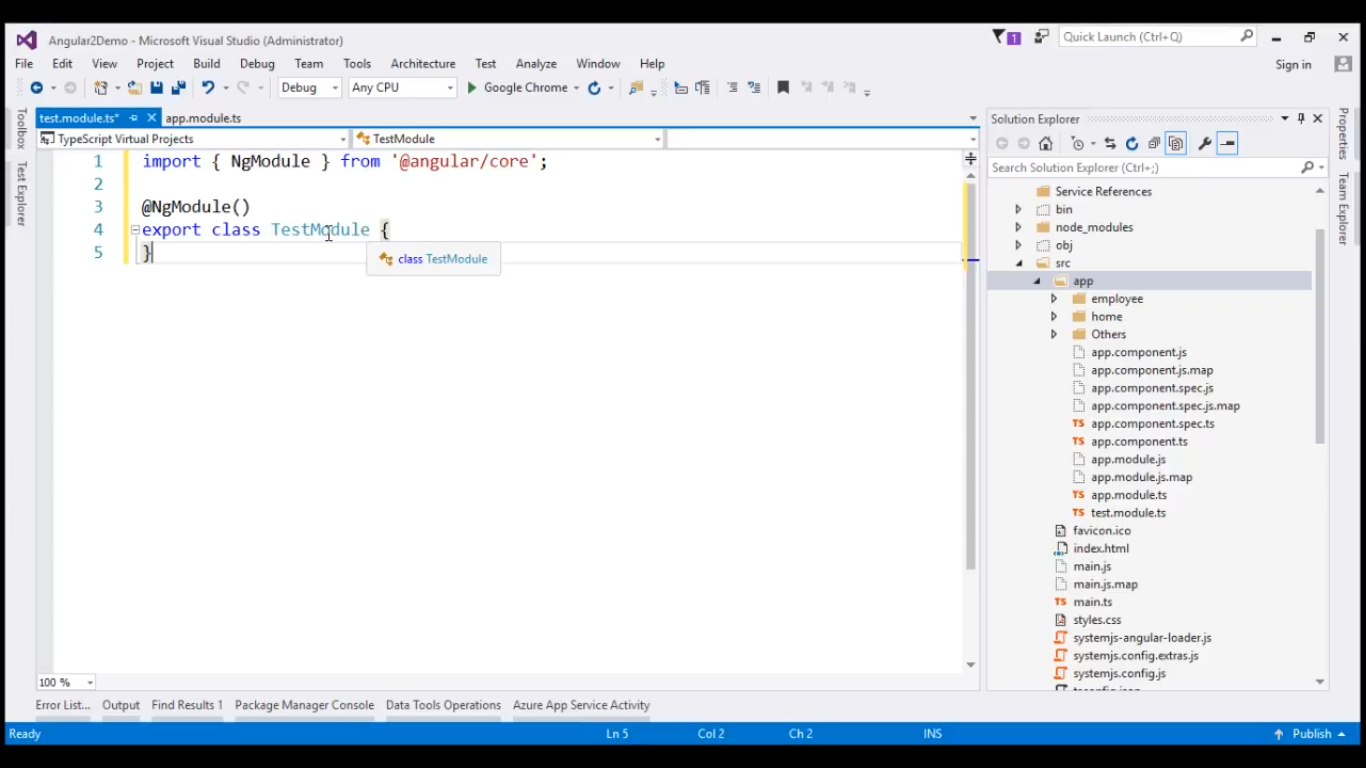 Angular2Demo - Microsoft Visual Studio (Administrator)
1
Quick Launch (Ctrl+Q)
File Edit View Project Build Debug Team Tools Architecture Test Analyze Window Help
Sign in
Debug Any CPU Google Chrome
Toolbox
Test Explorer
test.module.ts* app.module.ts
TypeScript Virtual Projects TestModule
1 import { NgModule } from '@angular/core';
2
3 @NgModule()
4 export class TestModule {
5 }
class TestModule
100 %
Solution Explorer
Search Solution Explorer (Ctrl+;)
Service References
bin
node_modules
obj
src
app
employee
home
Others
app.component.js
app.component.js.map
app.component.spec.js
app.component.spec.js.map
app.component.spec.ts
app.component.ts
app.module.js
app.module.js.map
app.module.ts
test.module.ts
favicon.ico
index.html
main.js
main.js.map
main.ts
styles.css
systemjs-angular-loader.js
systemjs.config.extras.js
systemjs.config.js
Properties
Team Explorer
Error List... Output Find Results 1 Package Manager Console Data Tools Operations Azure App Service Activity
Ready Ln 5 Col 2 Ch 2 INS Publish